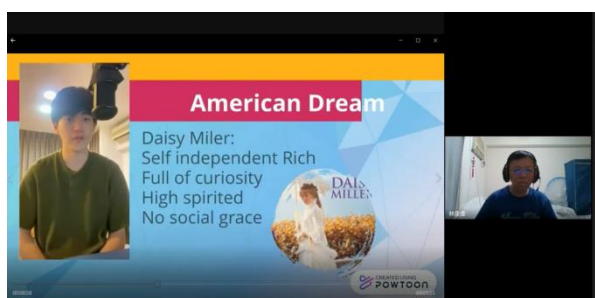 American Dream
Daisy Miler:
Self independent Rich
Full of curiosity
High spirited
No social grace
DAISY
MILLER
CREATED USING
POWTOON